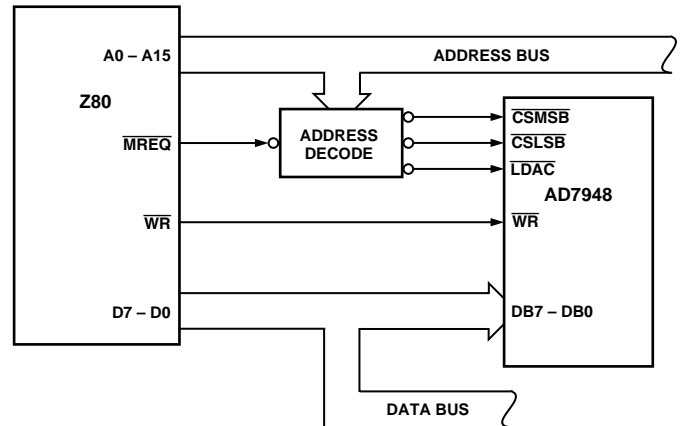 A0 – A15
ADDRESS BUS
Z80
MREQ
ADDRESS
DECODE
CSMSB
CSLSB
LDAC
AD7948
WR
WR
D7 – D0
DB7 – DB0
DATA BUS